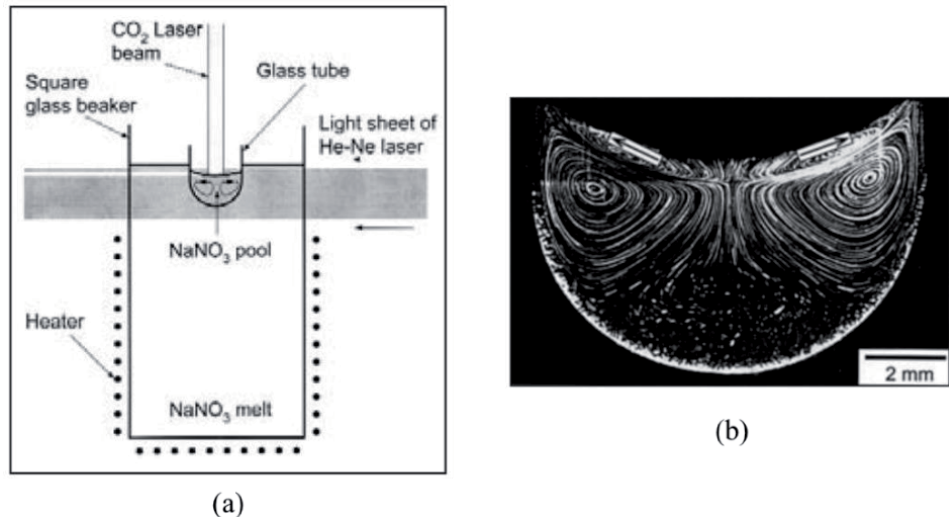 CO₂ Laser
beam
Glass tube
Square
glass beaker
Light sheet of
He-Ne laser
NaNO₃ pool
Heater
NaNO₃ melt
(a)
2 mm
(b)